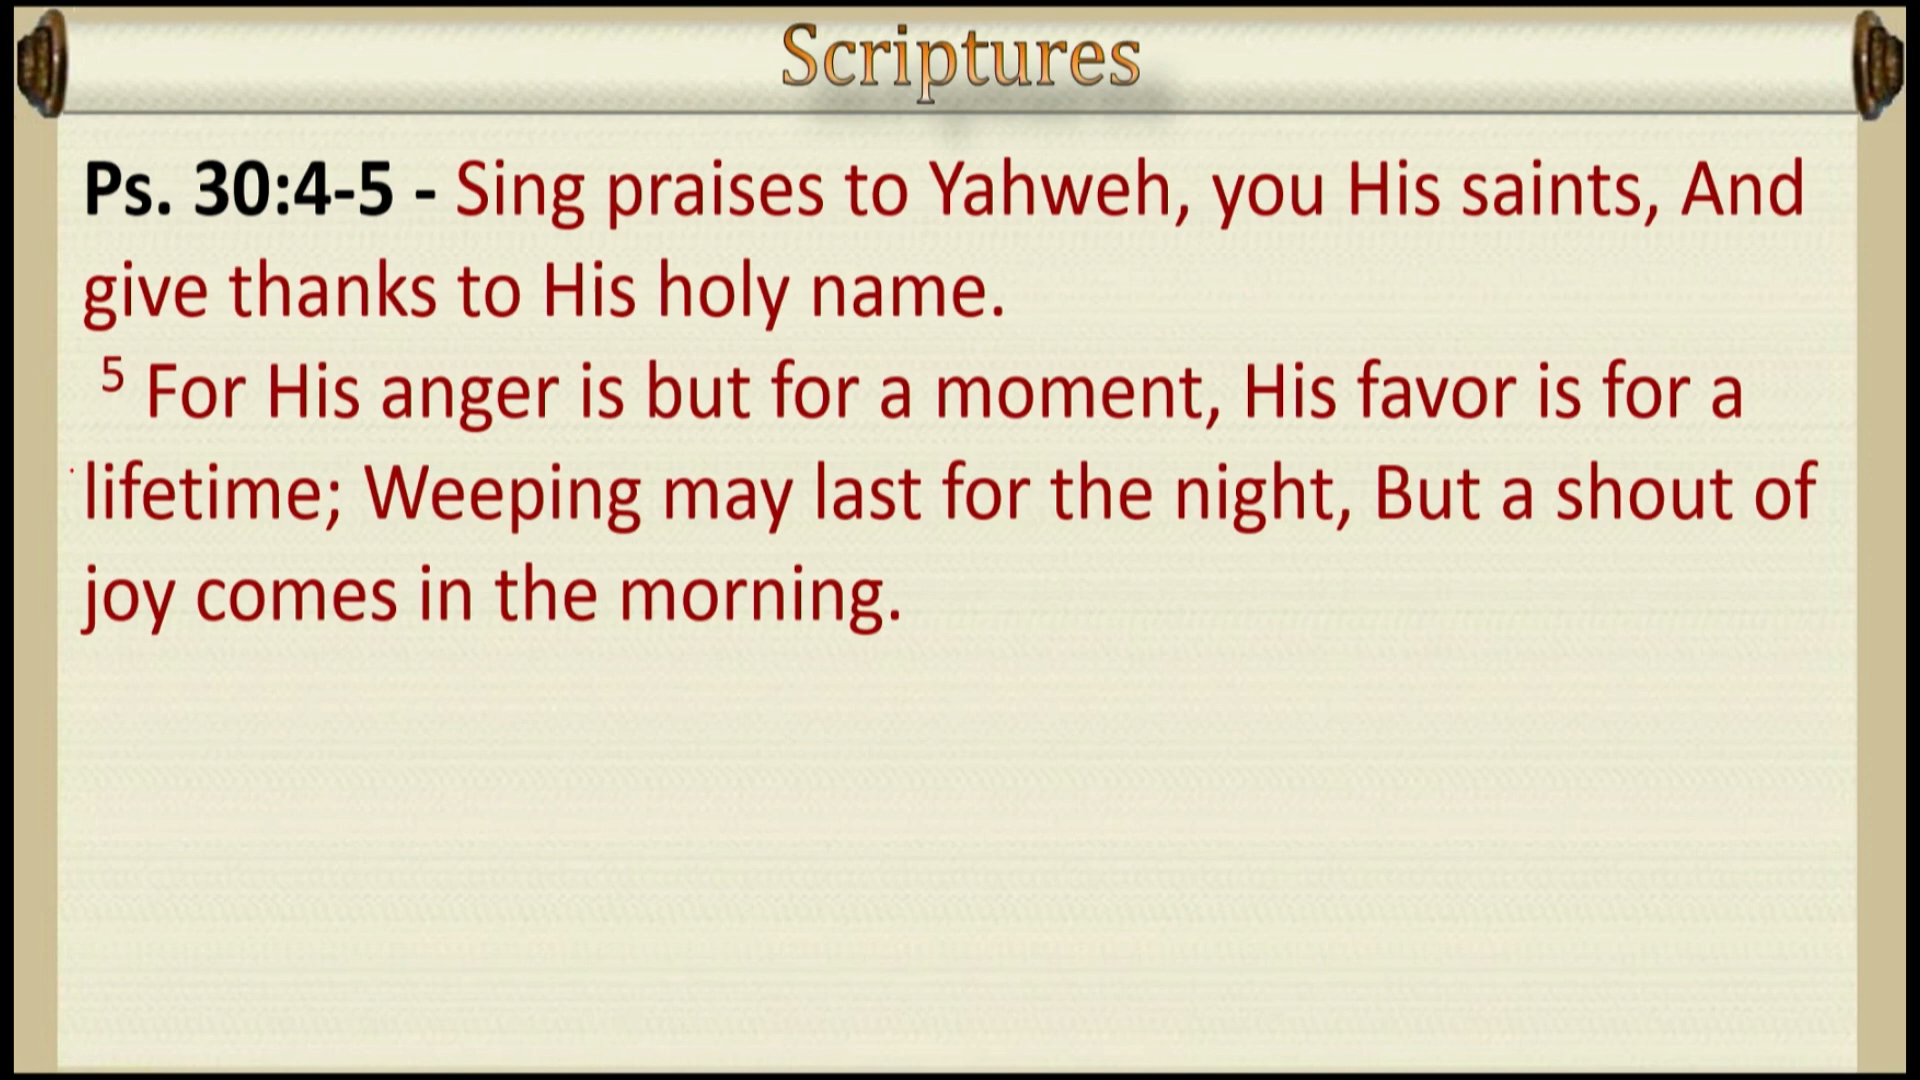 Scriptures
Ps. 30:4-5 - Sing praises to Yahweh, you His saints, And
give thanks to His holy name.
5 For His anger is but for a moment, His favor is for a
lifetime; Weeping may last for the night, But a shout of
joy comes in the morning.